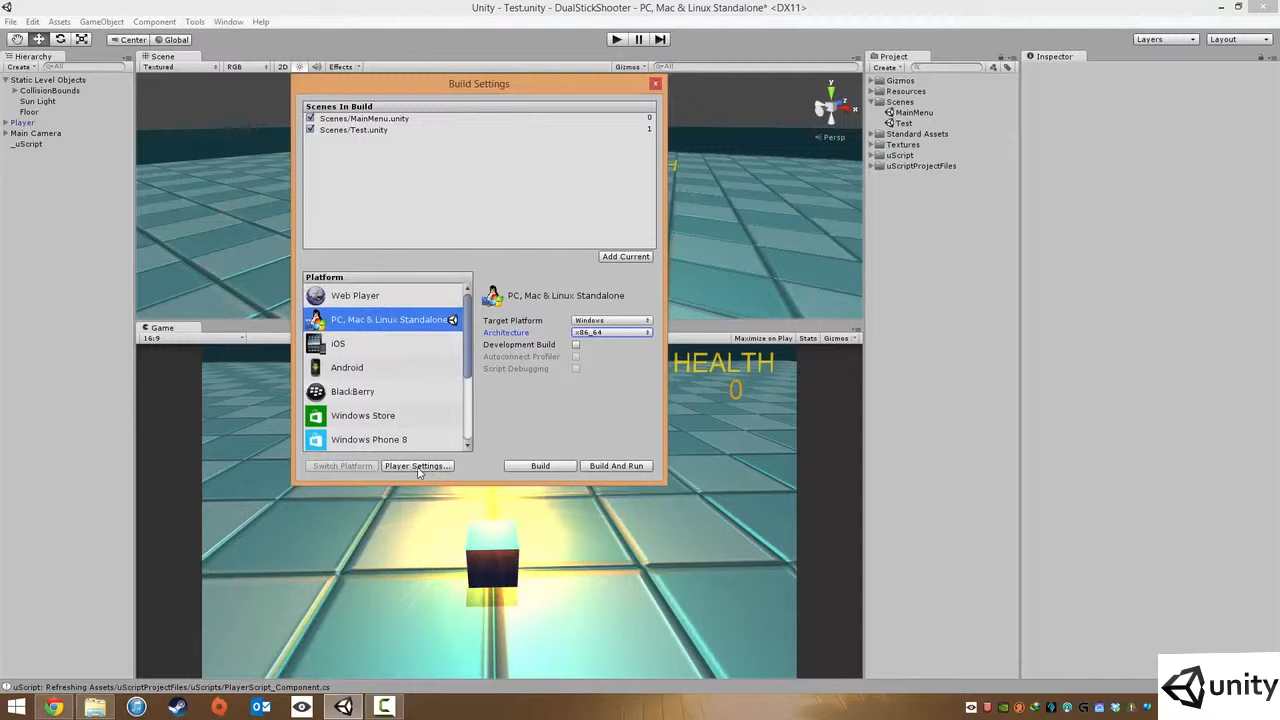 Unity - Test.unity - DualStickShooter - PC, Mac & Linux Standalone* <DX11>
File Edit Assets GameObject Component Tools Window Help
Center Global Layers Layout
Hierarchy Scene Project Inspector
Create All Textured RGB 2D Effects Gizmos All Create
Static Level Objects
CollisionBounds
Sun Light
Floor
Player
Main Camera
_uScript
y
x
z
Persp
Gizmos
Resources
Scenes
MainMenu
Test
Standard Assets
Textures
uScript
uScriptProjectFiles
Build Settings
Scenes In Build
Scenes/MainMenu.unity 0
Scenes/Test.unity 1
Add Current
Platform
Web Player
PC, Mac & Linux Standalone
iOS
Android
BlackBerry
Windows Store
Windows Phone 8
PC, Mac & Linux Standalone
Target Platform Windows
Architecture x86_64
Development Build
Autoconnect Profiler
Script Debugging
Switch Platform Player Settings... Build Build And Run
Game
16:9 Maximize on Play Stats Gizmos
HEALTH
0
uScript: Refreshing Assets/uScriptProjectFiles/uScripts/PlayerScript_Component.cs
unity